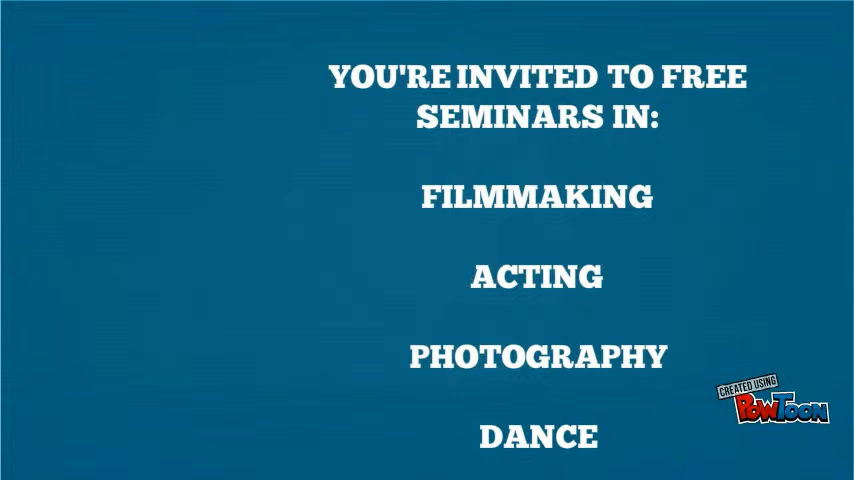 YOU'RE INVITED TO FREE
SEMINARS IN:
FILMMAKING
ACTING
PHOTOGRAPHY
DANCE
CREATED USING
POWTOON